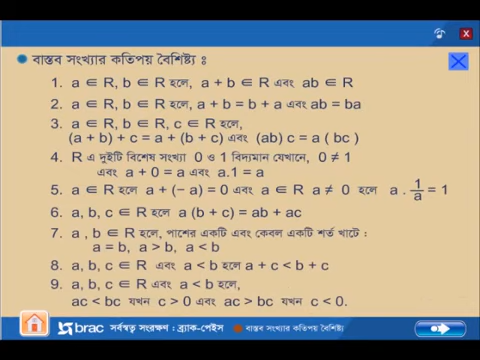 বাস্তব সংখ্যার কতিপয় বৈশিষ্ট্য ঃ
1. a ∈ R, b ∈ R হলে, a + b ∈ R এবং ab ∈ R
2. a ∈ R, b ∈ R হলে, a + b = b + a এবং ab = ba
3. a ∈ R, b ∈ R, c ∈ R হলে,
(a + b) + c = a + (b + c) এবং (ab) c = a ( bc )
4. R এ দুইটি বিশেষ সংখ্যা 0 ও 1 বিদ্যমান যেখানে, 0 ≠ 1
এবং a + 0 = a এবং a.1 = a
5. a ∈ R হলে a + (− a) = 0 এবং a ∈ R a ≠ 0 হলে a . 1/a = 1
6. a, b, c ∈ R হলে a (b + c) = ab + ac
7. a , b ∈ R হলে, পাশের একটি এবং কেবল একটি শর্ত খাটে :
a = b, a > b, a < b
8. a, b, c ∈ R এবং a < b হলে a + c < b + c
9. a, b, c ∈ R এবং a < b হলে,
ac < bc যখন c > 0 এবং ac > bc যখন c < 0.
brac সর্বস্বত্ব সংরক্ষণ : ব্র্যাক-পেইস বাস্তব সংখ্যার কতিপয় বৈশিষ্ট্য